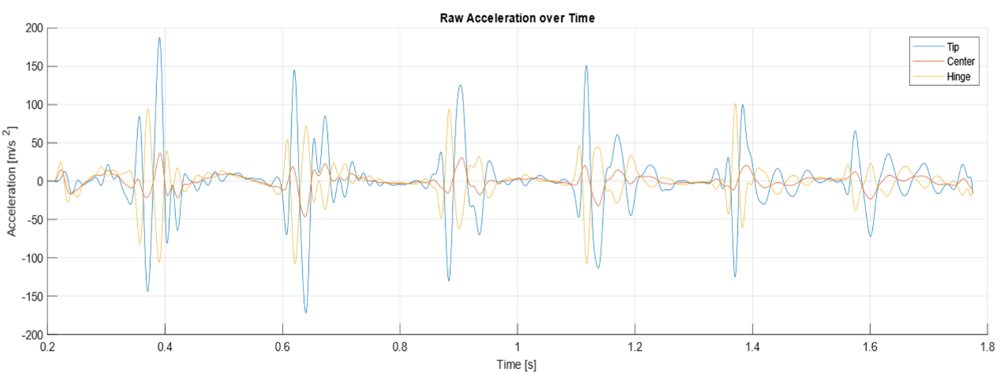 Raw Acceleration over Time
Tip
Center
Hinge
200
150
100
50
0
-50
-100
-150
-200
Acceleration [m/s 2]
0.2 0.4 0.6 0.8 1 1.2 1.4 1.6 1.8
Time [s]